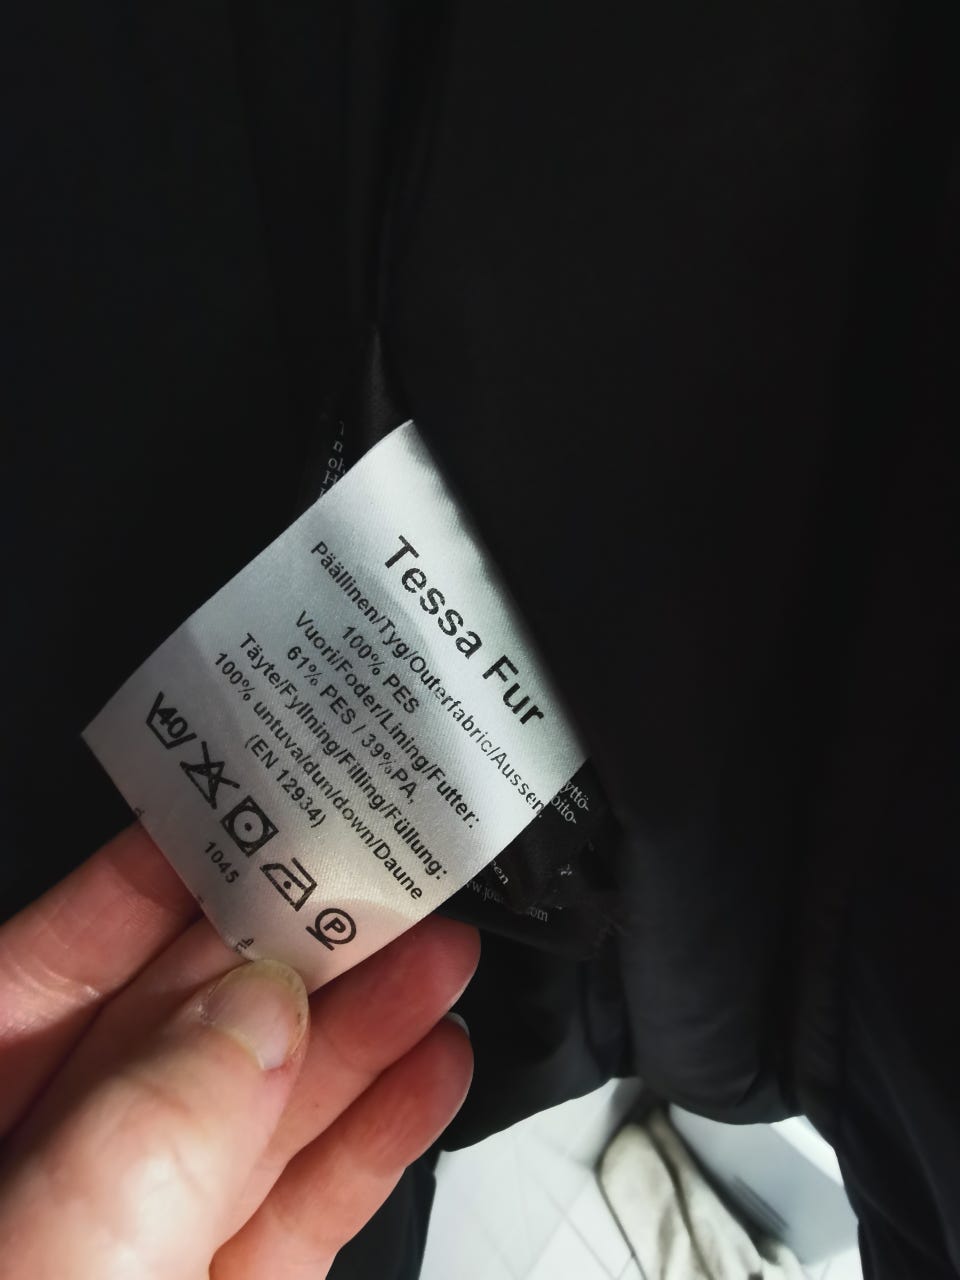 Tessa Fur
Päällinen/Tyg/Outerfabric/Aussen:
100% PES
Vuori/Foder/Lining/Futter:
61% PES / 39%PA,
Täyte/Fyllning/Filling/Füllung:
100% untuva/dun/down/Daune
(EN 12934)
40
P
1045